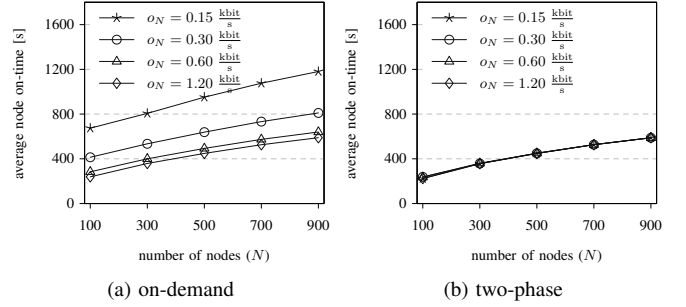 average node on-time [s]
1600
1200
800
400
0
o_N = 0.15 kbit/s
o_N = 0.30 kbit/s
o_N = 0.60 kbit/s
o_N = 1.20 kbit/s
100 300 500 700 900
number of nodes (N)
(a) on-demand
average node on-time [s]
1600
1200
800
400
0
o_N = 0.15 kbit/s
o_N = 0.30 kbit/s
o_N = 0.60 kbit/s
o_N = 1.20 kbit/s
100 300 500 700 900
number of nodes (N)
(b) two-phase